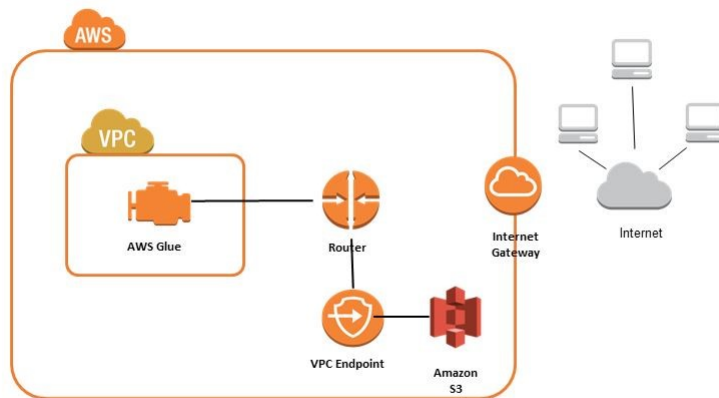 AWS
VPC
AWS Glue
Router
Internet
Gateway
Internet
VPC Endpoint
Amazon
S3